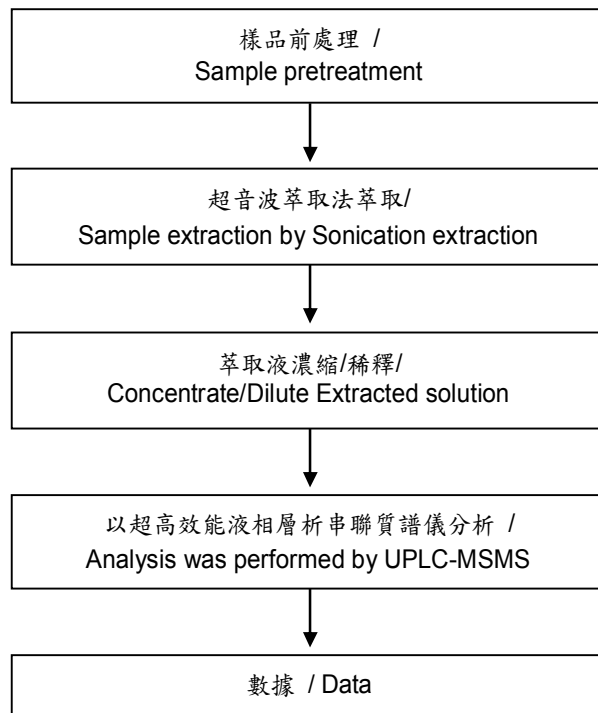 樣品前處理 /
Sample pretreatment
超音波萃取法萃取/
Sample extraction by Sonication extraction
萃取液濃縮/稀釋/
Concentrate/Dilute Extracted solution
以超高效能液相層析串聯質譜儀分析 /
Analysis was performed by UPLC-MSMS
數據 / Data